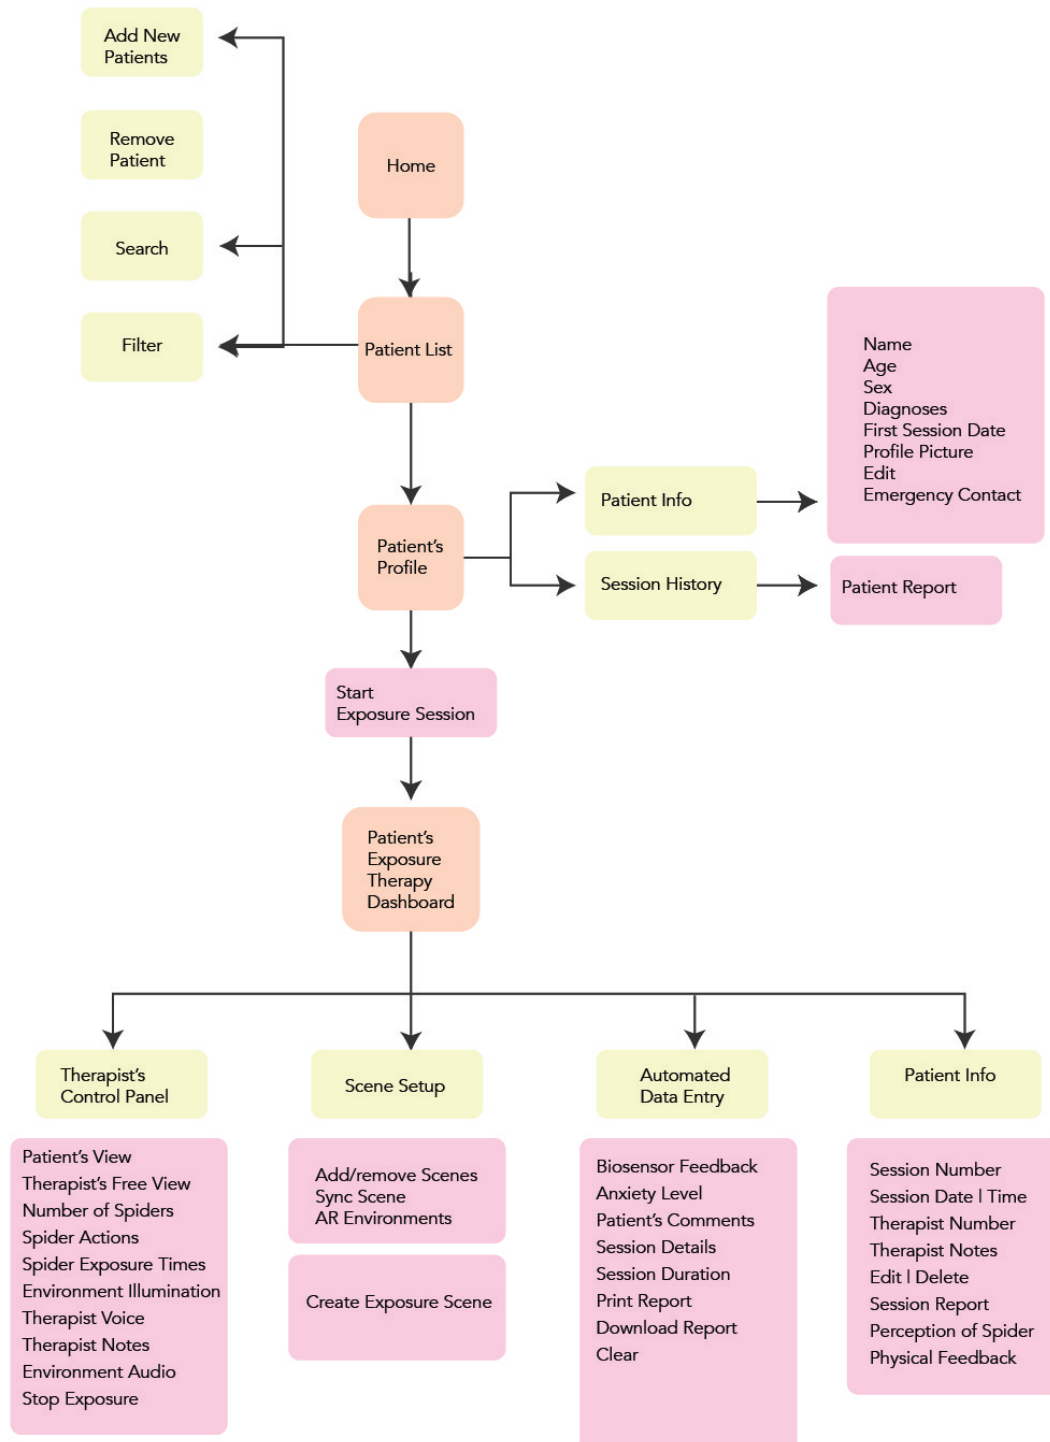 Add New
Patients
Remove
Patient
Search
Filter
Home
Patient List
Patient's
Profile
Patient Info
Session History
Name
Age
Sex
Diagnoses
First Session Date
Profile Picture
Edit
Emergency Contact
Patient Report
Start
Exposure Session
Patient's
Exposure
Therapy
Dashboard
Therapist's
Control Panel
Patient's View
Therapist's Free View
Number of Spiders
Spider Actions
Spider Exposure Times
Environment Illumination
Therapist Voice
Therapist Notes
Environment Audio
Stop Exposure
Scene Setup
Add/remove Scenes
Sync Scene
AR Environments
Create Exposure Scene
Automated
Data Entry
Biosensor Feedback
Anxiety Level
Patient's Comments
Session Details
Session Duration
Print Report
Download Report
Clear
Patient Info
Session Number
Session Date | Time
Therapist Number
Therapist Notes
Edit | Delete
Session Report
Perception of Spider
Physical Feedback